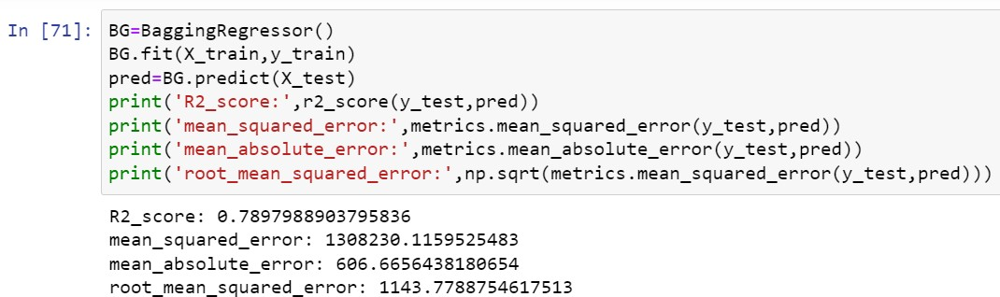 In [71]: BG=BaggingRegressor()
BG.fit(X_train,y_train)
pred=BG.predict(X_test)
print('R2_score:',r2_score(y_test,pred))
print('mean_squared_error:',metrics.mean_squared_error(y_test,pred))
print('mean_absolute_error:',metrics.mean_absolute_error(y_test,pred))
print('root_mean_squared_error:',np.sqrt(metrics.mean_squared_error(y_test,pred)))
R2_score: 0.7897988903795836
mean_squared_error: 1308230.1159525483
mean_absolute_error: 606.6656438180654
root_mean_squared_error: 1143.7788754617513